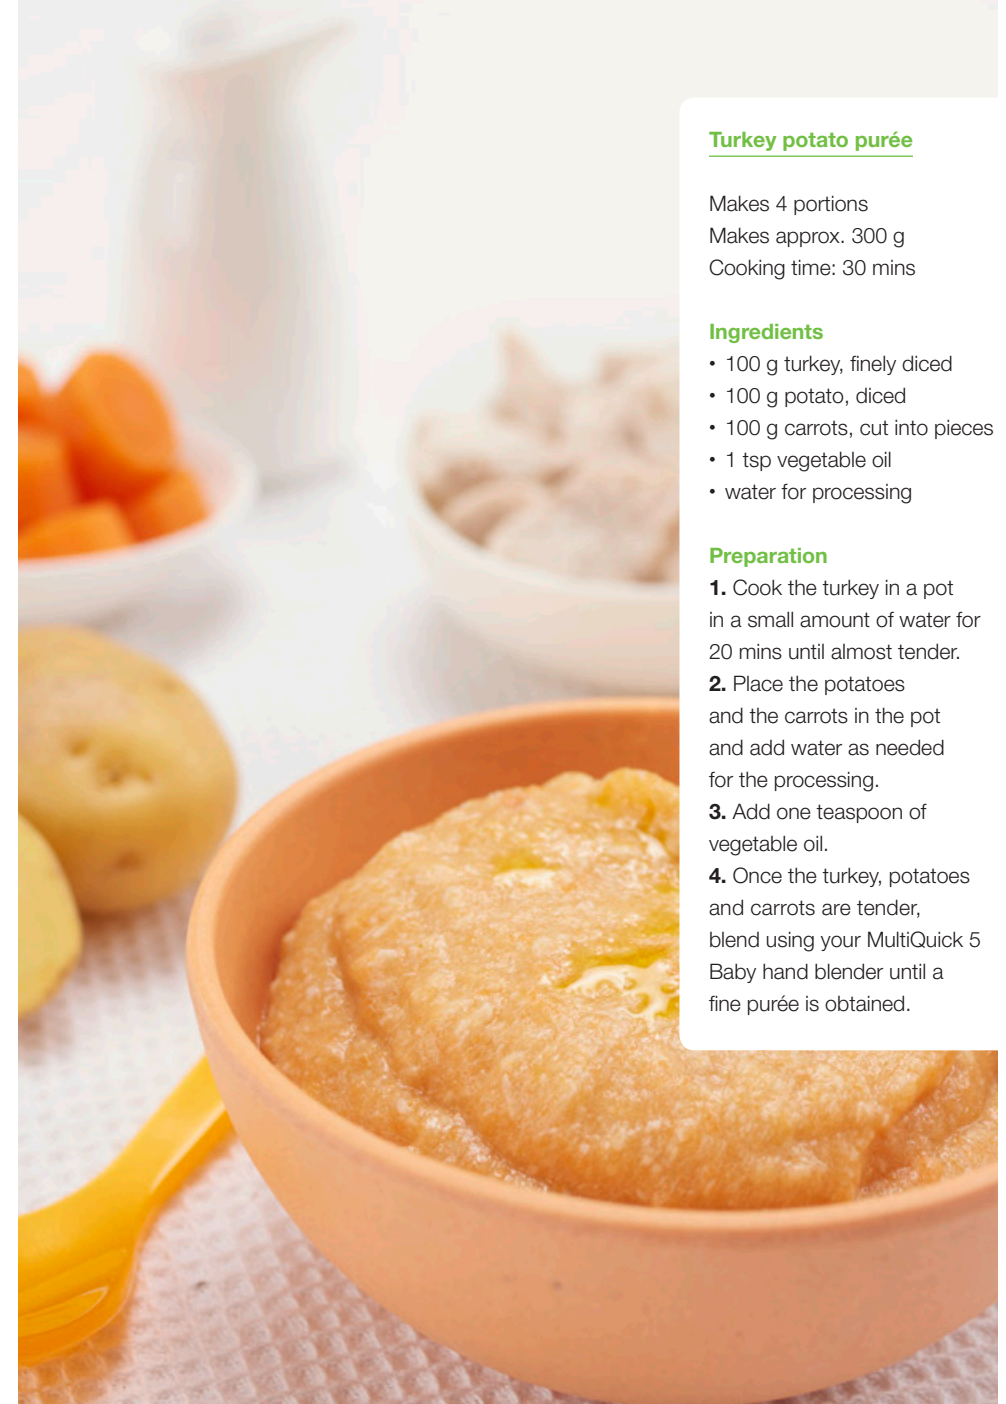 Turkey potato purée
Makes 4 portions
Makes approx. 300 g
Cooking time: 30 mins
Ingredients
• 100 g turkey, finely diced
• 100 g potato, diced
• 100 g carrots, cut into pieces
• 1 tsp vegetable oil
• water for processing
Preparation
1. Cook the turkey in a pot
in a small amount of water for
20 mins until almost tender.
2. Place the potatoes
and the carrots in the pot
and add water as needed
for the processing.
3. Add one teaspoon of
vegetable oil.
4. Once the turkey, potatoes
and carrots are tender,
blend using your MultiQuick 5
Baby hand blender until a
fine purée is obtained.